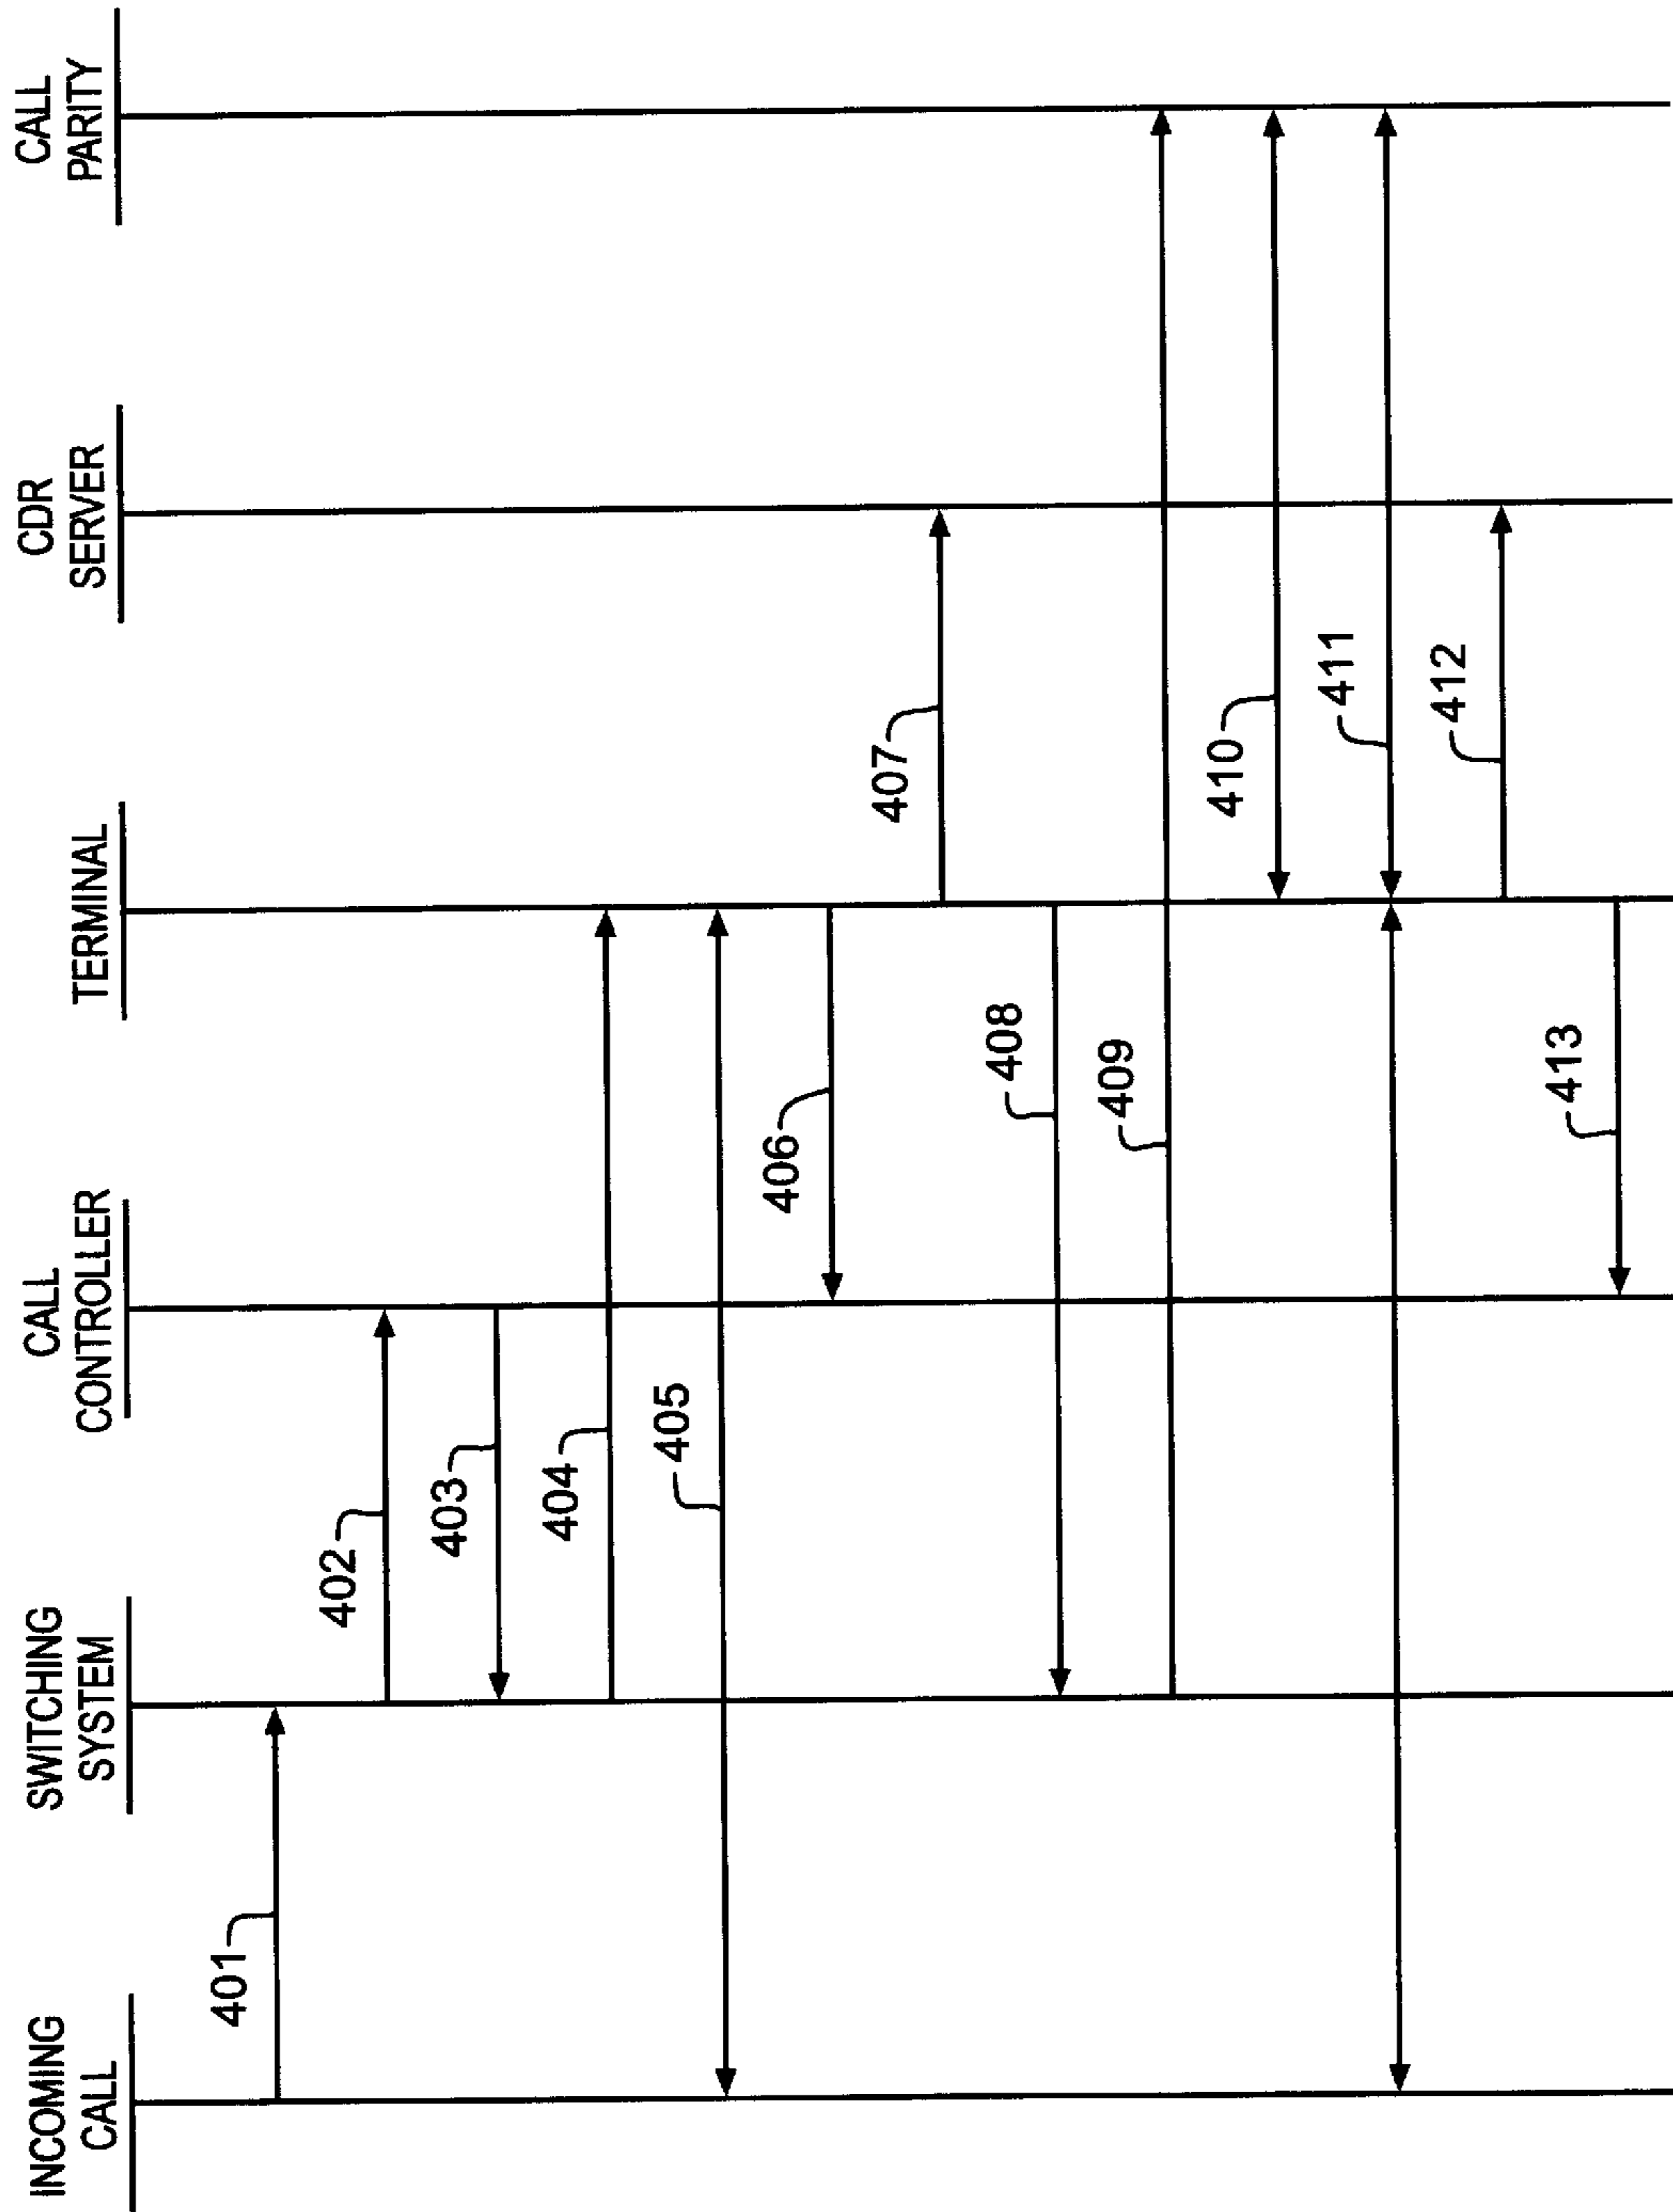 INCOMING
CALL
SWITCHING
SYSTEM
CALL
CONTROLLER
TERMINAL
CDR
SERVER
CALL
PARITY
401
402
403
404
405
406
407
408
409
410
411
412
413